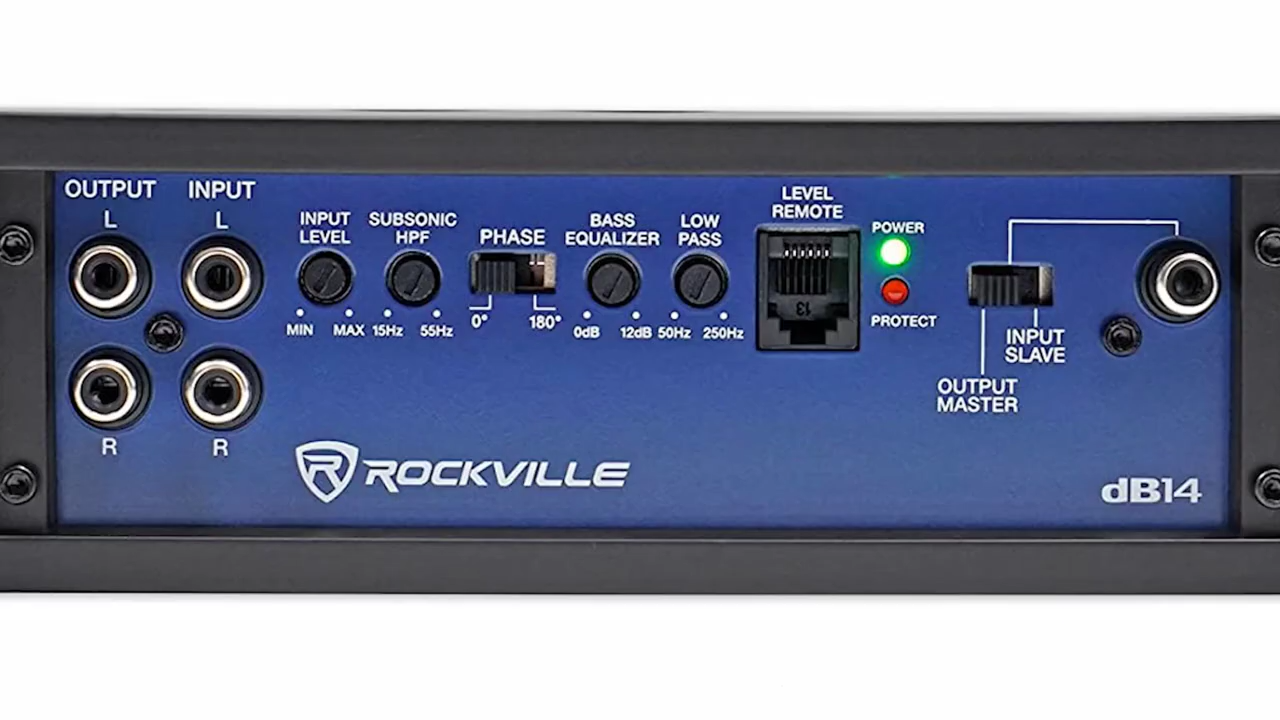 OUTPUT
L
R
INPUT
L
R
INPUT
LEVEL
MIN MAX
SUBSONIC
HPF
15Hz 55Hz
PHASE
0° 180°
BASS
EQUALIZER
0dB 12dB
LOW
PASS
50Hz 250Hz
LEVEL
REMOTE
13
POWER
PROTECT
INPUT
SLAVE
OUTPUT
MASTER
R ROCKVILLE
dB14